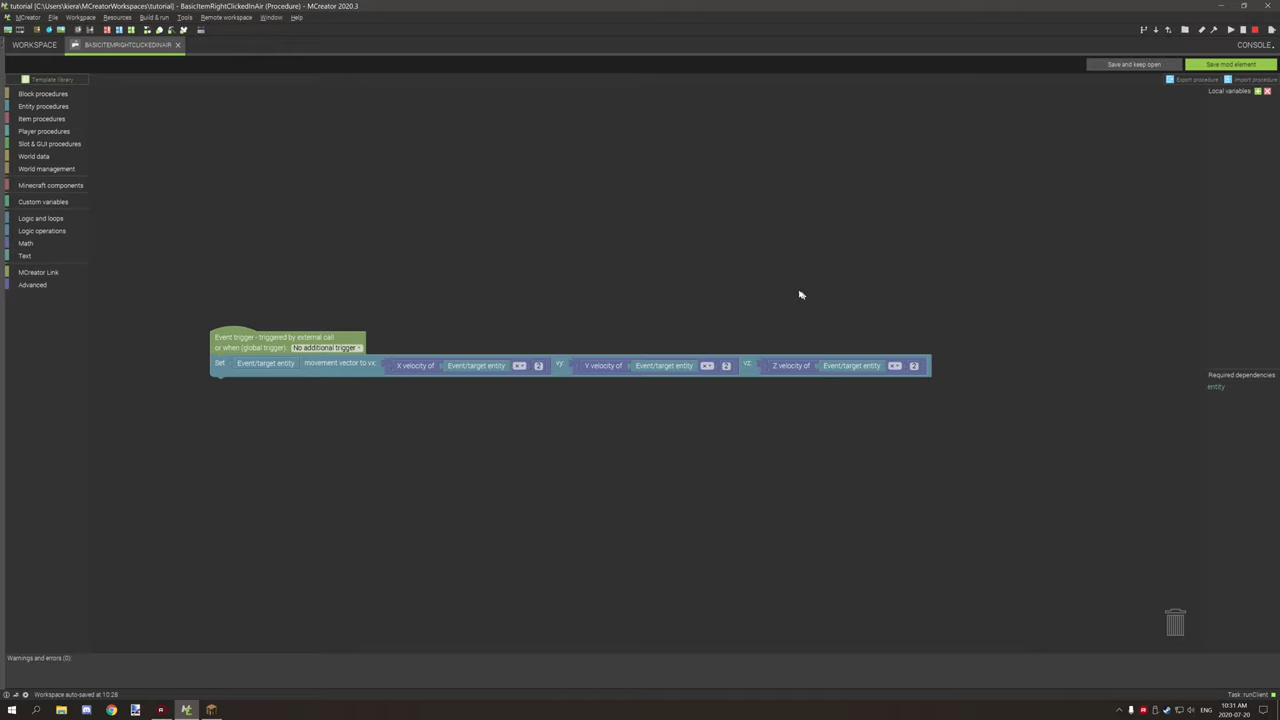 tutorial [C:\Users\kiera\MCreatorWorkspaces\tutorial] - BasicItemRightClickedInAir (Procedure) - MCreator 2020.3
MCreator File Workspace Resources Build & run Tools Remote workspace Window Help
WORKSPACE BASICITEMRIGHTCLICKEDINAIR CONSOLE
Save and keep open Save mod element
Template library Export procedure Import procedure
Local variables
Block procedures
Entity procedures
Item procedures
Player procedures
Slot & GUI procedures
World data
World management
Minecraft components
Custom variables
Logic and loops
Logic operations
Math
Text
MCreator Link
Advanced
Event trigger - triggered by external call
or when (global trigger): No additional trigger
Set Event/target entity movement vector to vx: X velocity of Event/target entity × 2 vy: Y velocity of Event/target entity × 2 vz: Z velocity of Event/target entity × 2
Required dependencies
entity
Warnings and errors (0):
Workspace auto-saved at 10:28 Task: runClient
ENG 10:31 AM
2020-07-20